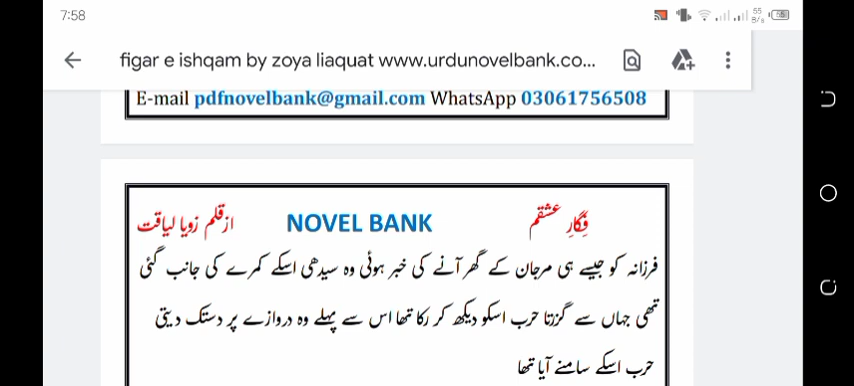 7:58
55 B/s
55
figar e ishqam by zoya liaquat www.urdunovelbank.co...
E-mail pdfnovelbank@gmail.com WhatsApp 03061756508
فگارِ عشقم NOVEL BANK ازقلم زویا لیاقت
فرزانہ کو جیسے ہی مرجان کے گھر آنے کی خبر ہوئی وہ سیدھی اسکے کمرے کی جانب گئی
تھی جہاں سے گزرتا حرب اسکو دیکھ کر رکا تھا اس سے پہلے وہ دروازے پر دستک دیتی
حرب اسکے سامنے آیا تھا